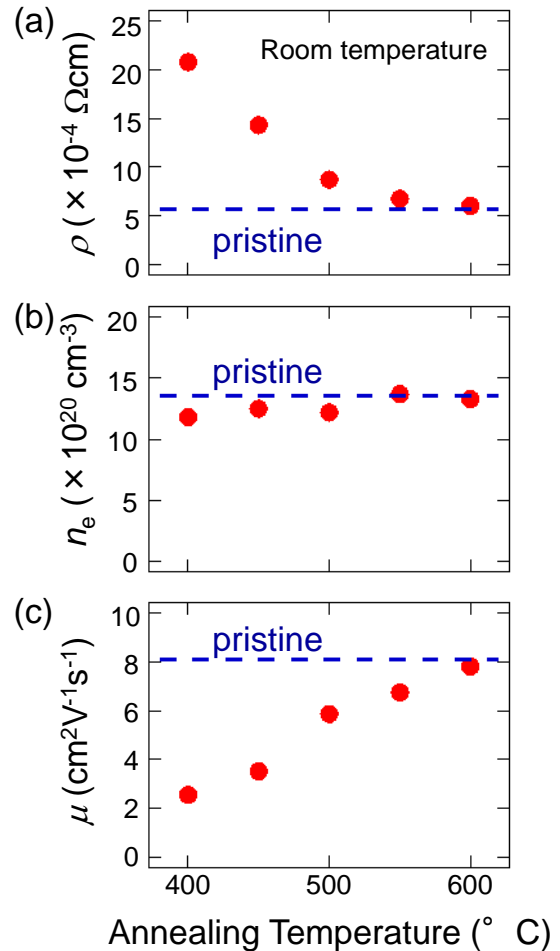 (a)
25
20
15
10
5
0
ρ (×10⁻⁴ Ωcm)
Room temperature
pristine
(b)
20
15
10
5
0
nₑ (×10²⁰ cm⁻³)
pristine
(c)
10
8
6
4
2
0
μ (cm²V⁻¹s⁻¹)
pristine
400 500 600
Annealing Temperature (° C)